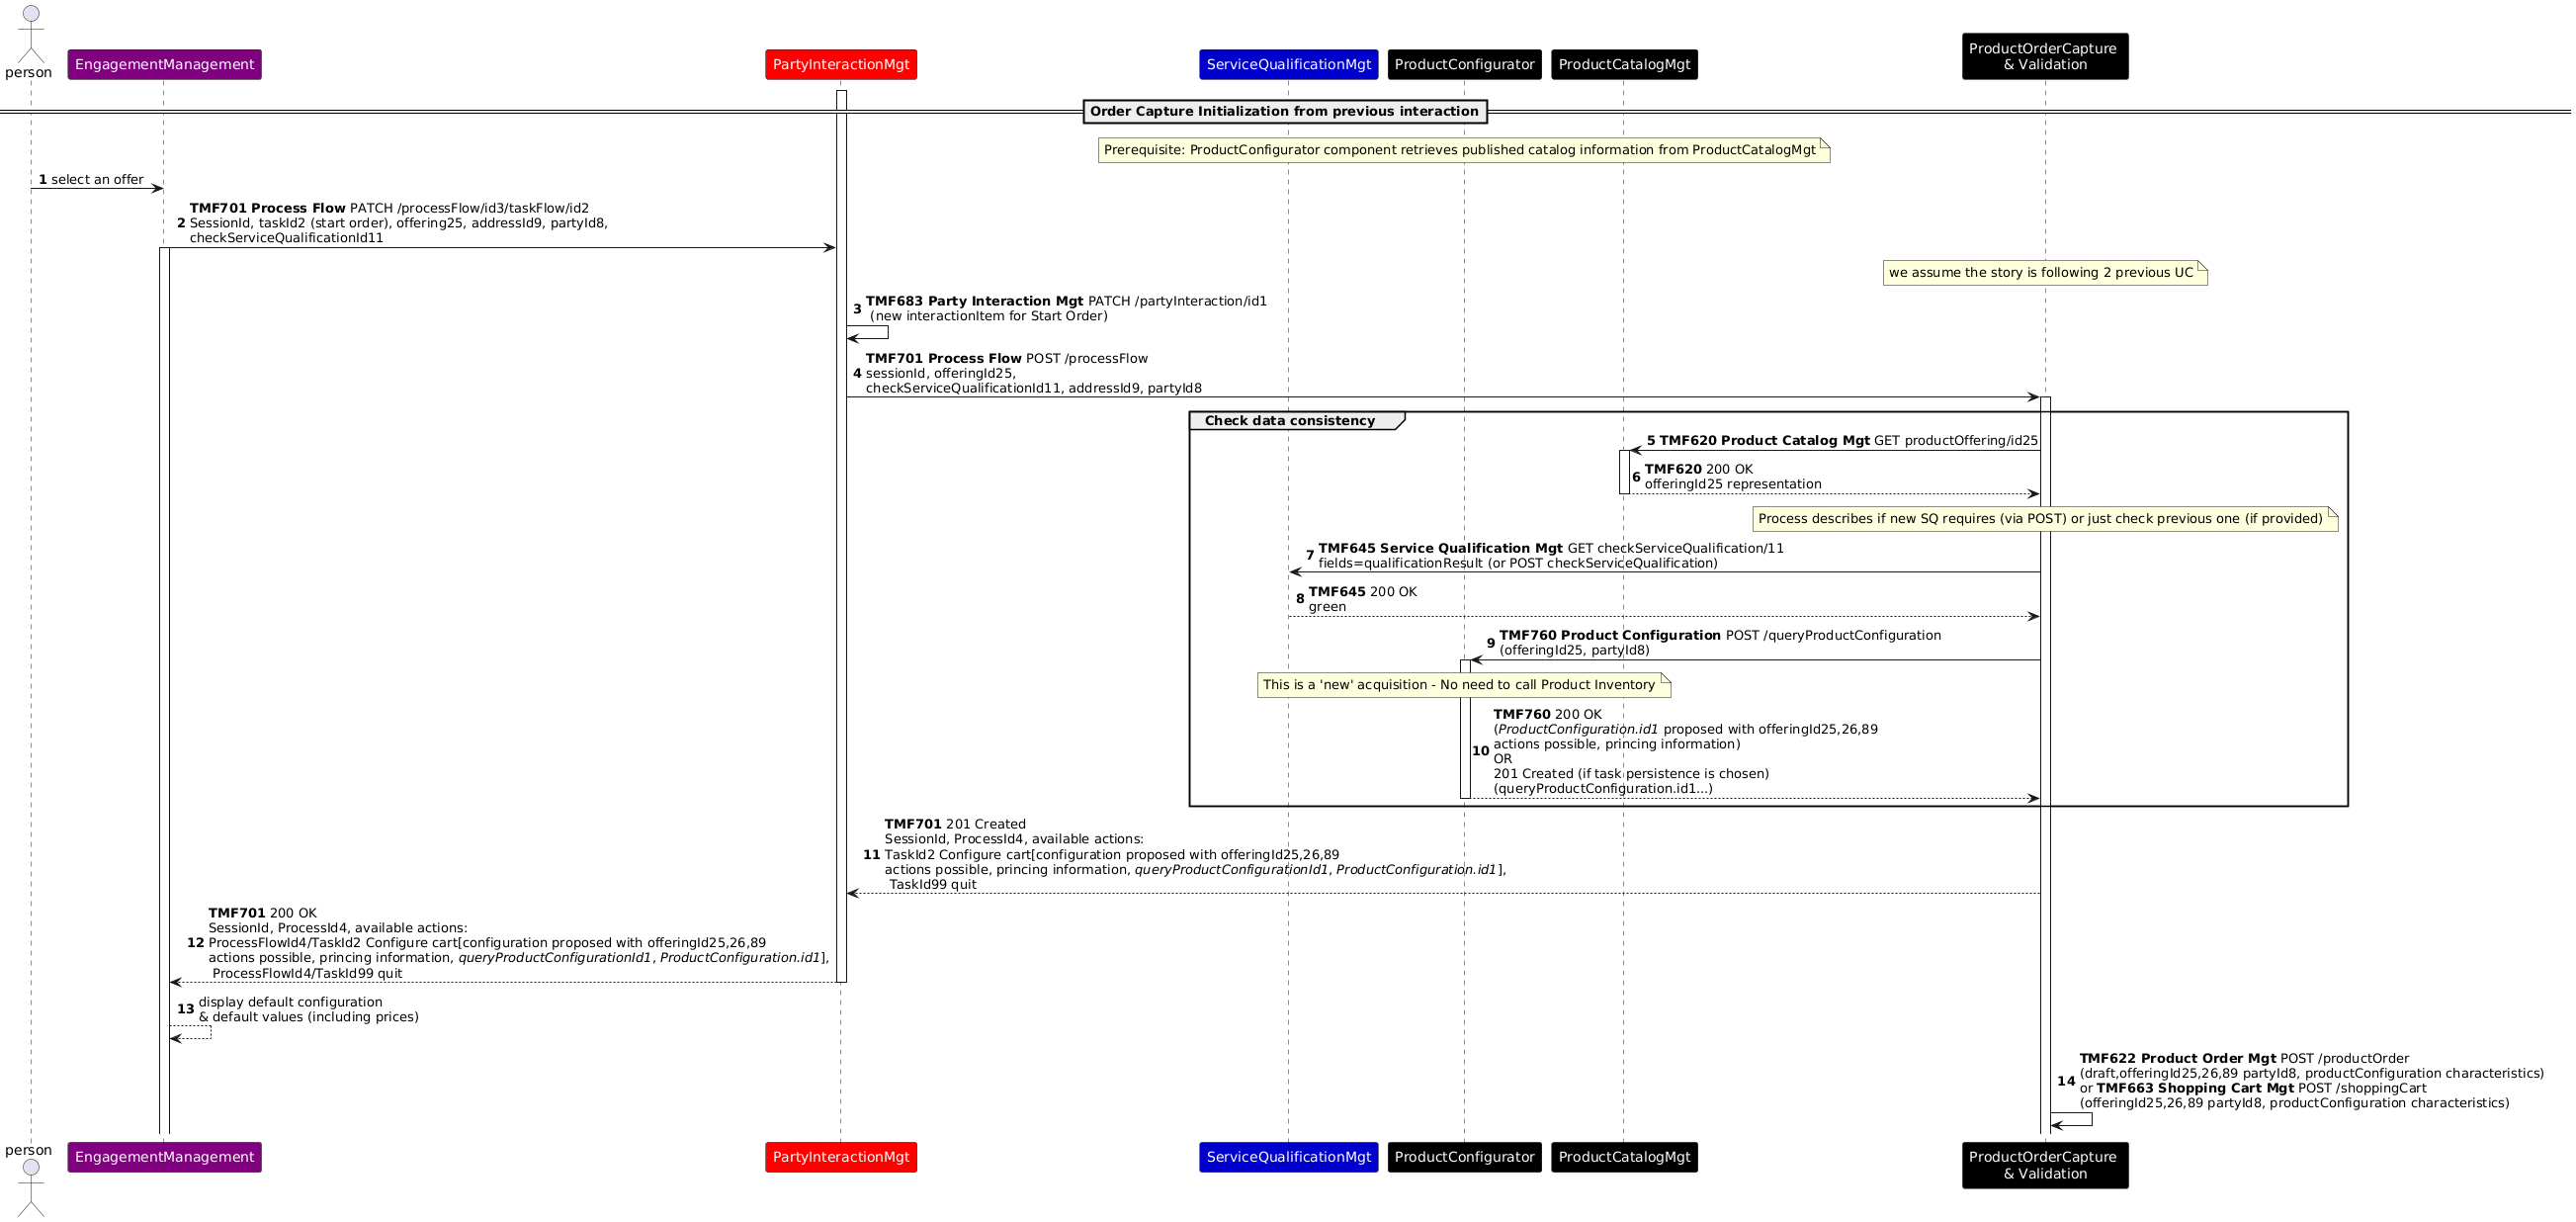 person
EngagementManagement
PartyInteractionMgt
ServiceQualificationMgt
ProductConfigurator
ProductCatalogMgt
ProductOrderCapture
& Validation
Order Capture Initialization from previous interaction
Prerequisite: ProductConfigurator component retrieves published catalog information from ProductCatalogMgt
1 select an offer
TMF701 Process Flow PATCH /processFlow/id3/taskFlow/id2
2 SessionId, taskId2 (start order), offering25, addressId9, partyId8,
checkServiceQualificationId11
we assume the story is following 2 previous UC
TMF683 Party Interaction Mgt PATCH /partyInteraction/id1
3 (new interactionItem for Start Order)
TMF701 Process Flow POST /processFlow
4 sessionId, offeringId25,
checkServiceQualificationId11, addressId9, partyId8
Check data consistency
5 TMF620 Product Catalog Mgt GET productOffering/id25
TMF620 200 OK
6 offeringId25 representation
Process describes if new SQ requires (via POST) or just check previous one (if provided)
TMF645 Service Qualification Mgt GET checkServiceQualification/11
7 fields=qualificationResult (or POST checkServiceQualification)
TMF645 200 OK
8 green
TMF760 Product Configuration POST /queryProductConfiguration
9 (offeringId25, partyId8)
This is a 'new' acquisition - No need to call Product Inventory
TMF760 200 OK
(ProductConfiguration.id1 proposed with offeringId25,26,89
actions possible, princing information)
10 OR
201 Created (if task persistence is chosen)
(queryProductConfiguration.id1...)
TMF701 201 Created
SessionId, ProcessId4, available actions:
11 TaskId2 Configure cart[configuration proposed with offeringId25,26,89
actions possible, princing information, queryProductConfigurationId1, ProductConfiguration.id1],
TaskId99 quit
TMF701 200 OK
SessionId, ProcessId4, available actions:
12 ProcessFlowId4/TaskId2 Configure cart[configuration proposed with offeringId25,26,89
actions possible, princing information, queryProductConfigurationId1, ProductConfiguration.id1],
ProcessFlowId4/TaskId99 quit
13 display default configuration
& default values (including prices)
TMF622 Product Order Mgt POST /productOrder
(draft,offeringId25,26,89 partyId8, productConfiguration characteristics)
14 or TMF663 Shopping Cart Mgt POST /shoppingCart
(offeringId25,26,89 partyId8, productConfiguration characteristics)
person
EngagementManagement
PartyInteractionMgt
ServiceQualificationMgt
ProductConfigurator
ProductCatalogMgt
ProductOrderCapture
& Validation